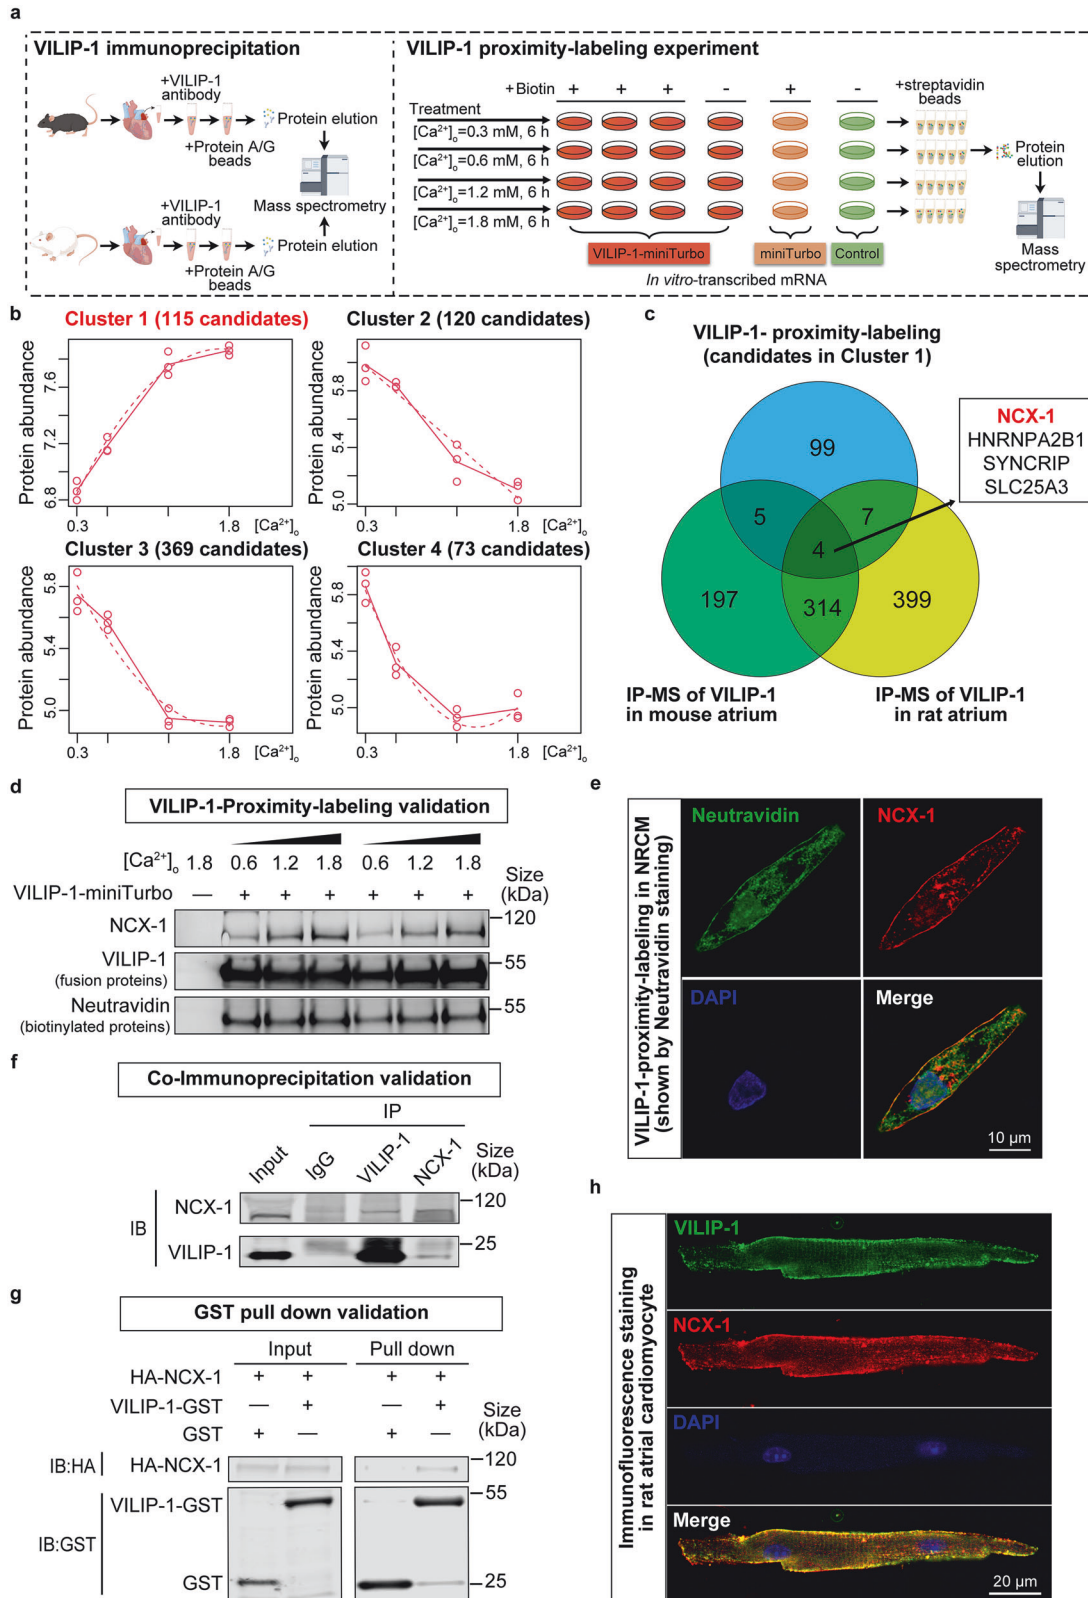 a
VILIP-1 immunoprecipitation
+VILIP-1
antibody
Protein elution
+Protein A/G
beads
Mass spectrometry
+VILIP-1
antibody
Protein elution
+Protein A/G
beads
VILIP-1 proximity-labeling experiment
+Biotin + + + - + -
+streptavidin
beads
Treatment
[Ca²⁺]ₒ=0.3 mM, 6 h
[Ca²⁺]ₒ=0.6 mM, 6 h
[Ca²⁺]ₒ=1.2 mM, 6 h
[Ca²⁺]ₒ=1.8 mM, 6 h
Protein
elution
Mass
spectrometry
VILIP-1-miniTurbo miniTurbo Control
In vitro-transcribed mRNA
b
Cluster 1 (115 candidates)
Protein abundance
7.6
7.2
6.8
0.3 1.8 [Ca²⁺]ₒ
Cluster 2 (120 candidates)
Protein abundance
5.8
5.4
5.0
0.3 1.8 [Ca²⁺]ₒ
Cluster 3 (369 candidates)
Protein abundance
5.8
5.4
5.0
0.3 1.8 [Ca²⁺]ₒ
Cluster 4 (73 candidates)
Protein abundance
5.8
5.4
5.0
0.3 1.8 [Ca²⁺]ₒ
c
VILIP-1- proximity-labeling
(candidates in Cluster 1)
99
5 7
4
197 314 399
NCX-1
HNRNPA2B1
SYNCRIP
SLC25A3
IP-MS of VILIP-1
in mouse atrium
IP-MS of VILIP-1
in rat atrium
d
VILIP-1-Proximity-labeling validation
[Ca²⁺]ₒ 1.8 0.6 1.2 1.8 0.6 1.2 1.8 Size
(kDa)
VILIP-1-miniTurbo — + + + + + +
NCX-1 120
VILIP-1 55
(fusion proteins)
Neutravidin 55
(biotinylated proteins)
e
VILIP-1-proximity-labeling in NRCM
(shown by Neutravidin staining)
Neutravidin NCX-1
DAPI Merge
10 µm
f
Co-Immunoprecipitation validation
IP
Input IgG VILIP-1 NCX-1 Size
(kDa)
IB
NCX-1 120
VILIP-1 25
g
GST pull down validation
Input Pull down
HA-NCX-1 + + + +
VILIP-1-GST — + — +
GST + — + —
Size
(kDa)
IB:HA HA-NCX-1 120
VILIP-1-GST 55
IB:GST
GST 25
h
Immunofluorescence staining
in rat atrial cardiomyocyte
VILIP-1
NCX-1
DAPI
Merge
20 µm